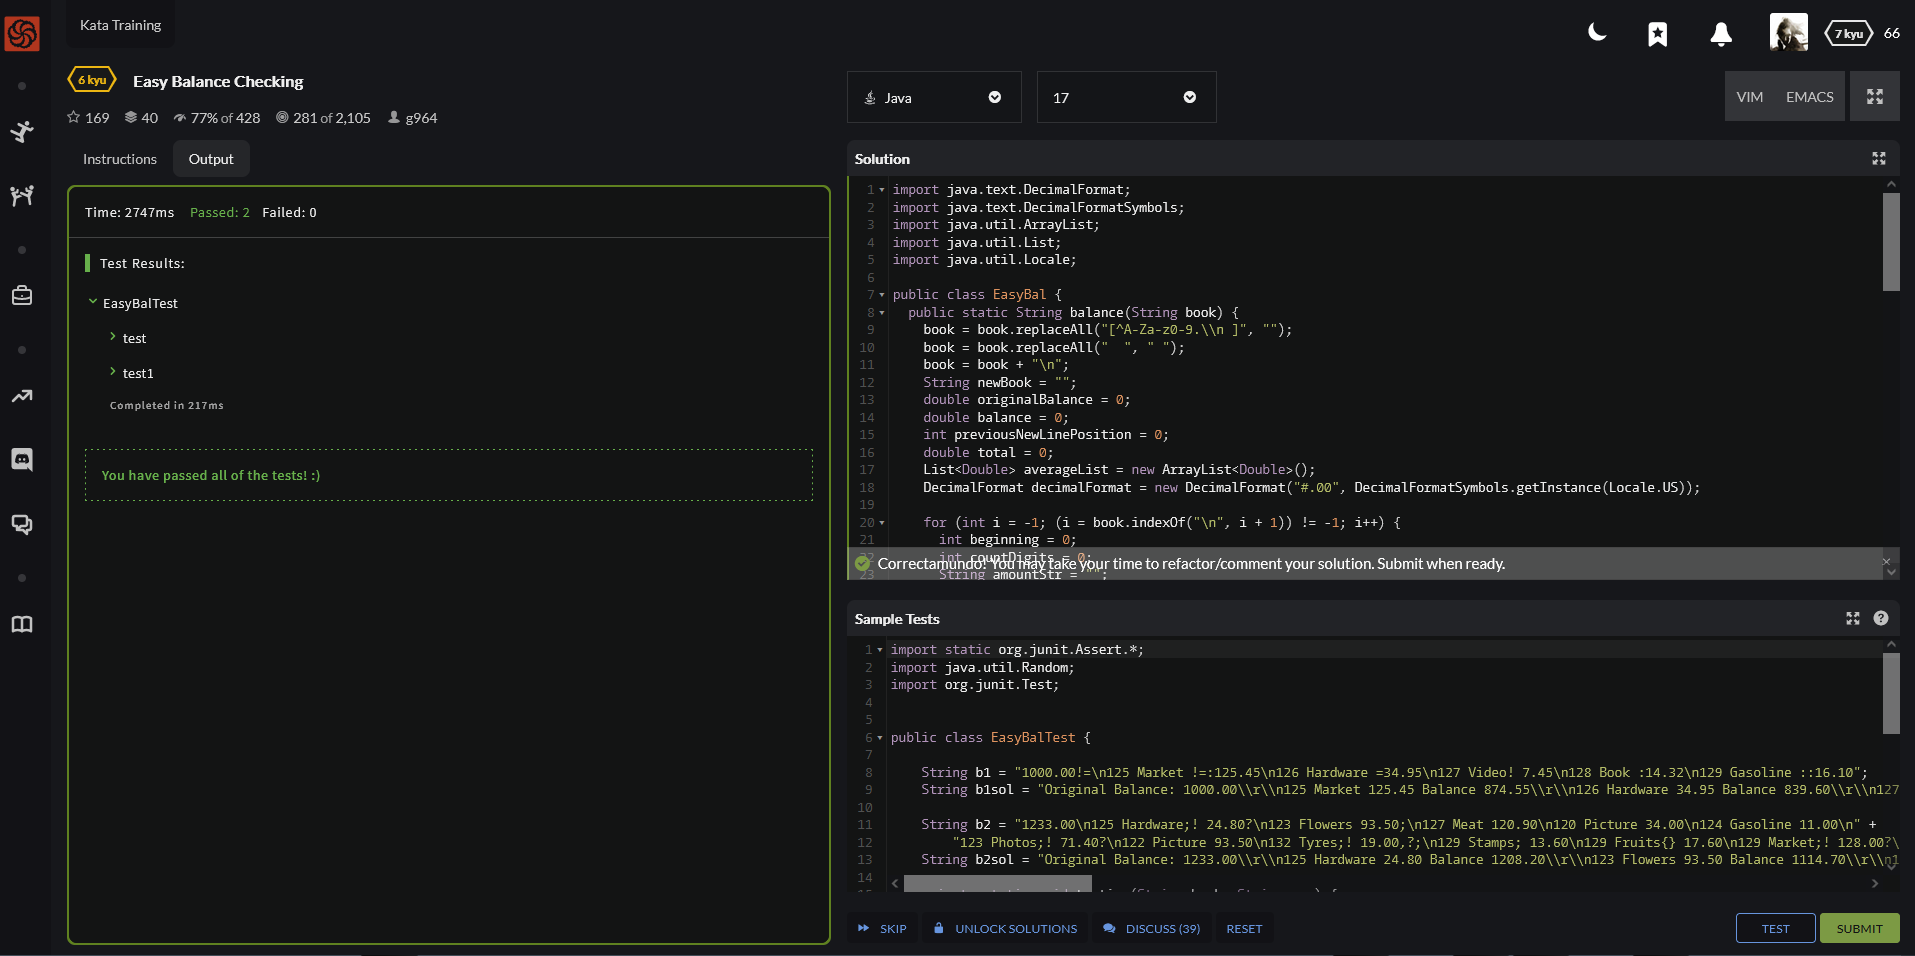 Kata Training
7 kyu 66
6 kyu Easy Balance Checking
169 40 77% of 428 281 of 2,105 g964
Java
17
VIM EMACS
Instructions Output
Time: 2747ms Passed: 2 Failed: 0
Test Results:
EasyBalTest
test
test1
Completed in 217ms
You have passed all of the tests! :)
Solution
1 import java.text.DecimalFormat;
2 import java.text.DecimalFormatSymbols;
3 import java.util.ArrayList;
4 import java.util.List;
5 import java.util.Locale;
6
7 public class EasyBal {
8 public static String balance(String book) {
9 book = book.replaceAll("[^A-Za-z0-9.\\n ]", "");
10 book = book.replaceAll("  ", " ");
11 book = book + "\n";
12 String newBook = "";
13 double originalBalance = 0;
14 double balance = 0;
15 int previousNewLinePosition = 0;
16 double total = 0;
17 List<Double> averageList = new ArrayList<Double>();
18 DecimalFormat decimalFormat = new DecimalFormat("#.00", DecimalFormatSymbols.getInstance(Locale.US));
19
20 for (int i = -1; (i = book.indexOf("\n", i + 1)) != -1; i++) {
21 int beginning = 0;
22 int countDigits = 0;
Correctamundo! You may take your time to refactor/comment your solution. Submit when ready.
23 String amountStr = "";
Sample Tests
1 import static org.junit.Assert.*;
2 import java.util.Random;
3 import org.junit.Test;
4
5
6 public class EasyBalTest {
7
8 String b1 = "1000.00!=\n125 Market !=:125.45\n126 Hardware =34.95\n127 Video! 7.45\n128 Book :14.32\n129 Gasoline ::16.10";
9 String b1sol = "Original Balance: 1000.00\\r\\n125 Market 125.45 Balance 874.55\\r\\n126 Hardware 34.95 Balance 839.60\\r\\n127
10
11 String b2 = "1233.00\n125 Hardware;! 24.80?\n123 Flowers 93.50;\n127 Meat 120.90\n120 Picture 34.00\n124 Gasoline 11.00\n" +
12 "123 Photos;! 71.40?\n122 Picture 93.50\n132 Tyres;! 19.00,?;\n129 Stamps; 13.60\n129 Fruits{} 17.60\n129 Market;! 128.00?\
13 String b2sol = "Original Balance: 1233.00\\r\\n125 Hardware 24.80 Balance 1208.20\\r\\n123 Flowers 93.50 Balance 1114.70\\r\\n1
14
SKIP UNLOCK SOLUTIONS DISCUSS (39) RESET
TEST SUBMIT